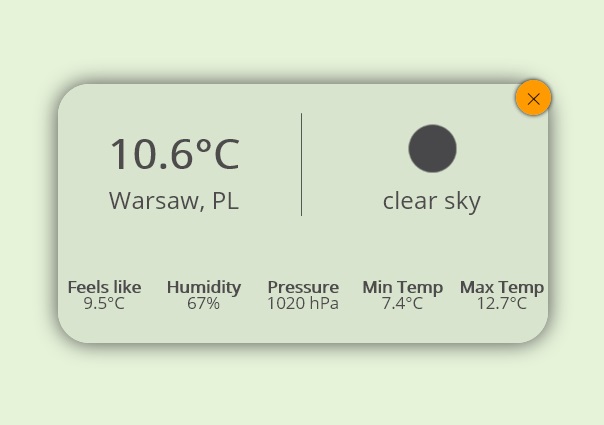 10.6°C
Warsaw, PL
clear sky
Feels like Humidity Pressure Min Temp Max Temp
9.5°C 67% 1020 hPa 7.4°C 12.7°C